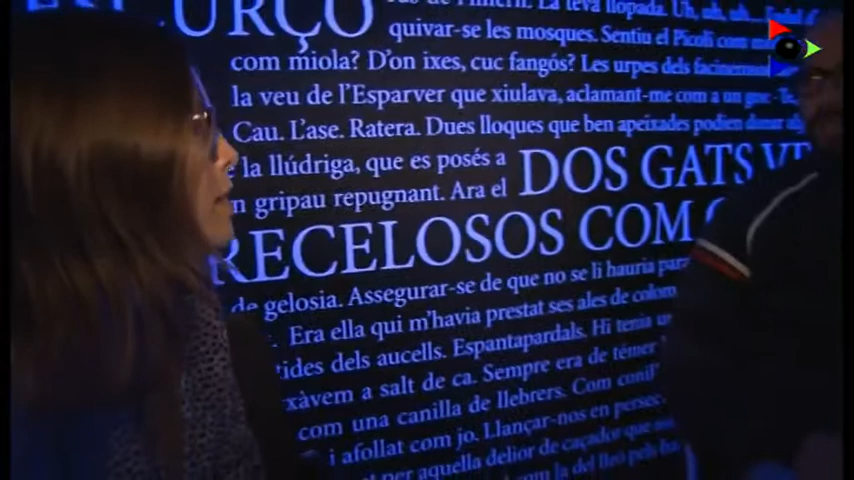 URÇO
quivar-se les mosques. Sentiu el Picolí com
com miola? D'on ixes, cuc fangós? Les urpes dels
la veu de l'Esparver que xiulava, aclamant-me com a un
Cau. L'ase. Ratera. Dues lloques que ben apeixades podien
la llúdriga, que es posés a DOS GATS
gripau repugnant. Ara el
RECELOSOS COM
de gelosia. Assegurar-se de que no se li hauria
Era ella qui m'havia prestat ses ales de
dels aucells. Espantapardals. Hi tenia
xàvem a salt de ca. Sempre era de témer
com una canilla de llebrers. Com
i afollat com jo. Llançar-nos en
per aquella delior de caçador que